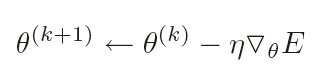 θ^{(k+1)} ← θ^{(k)} − η▽_θ E